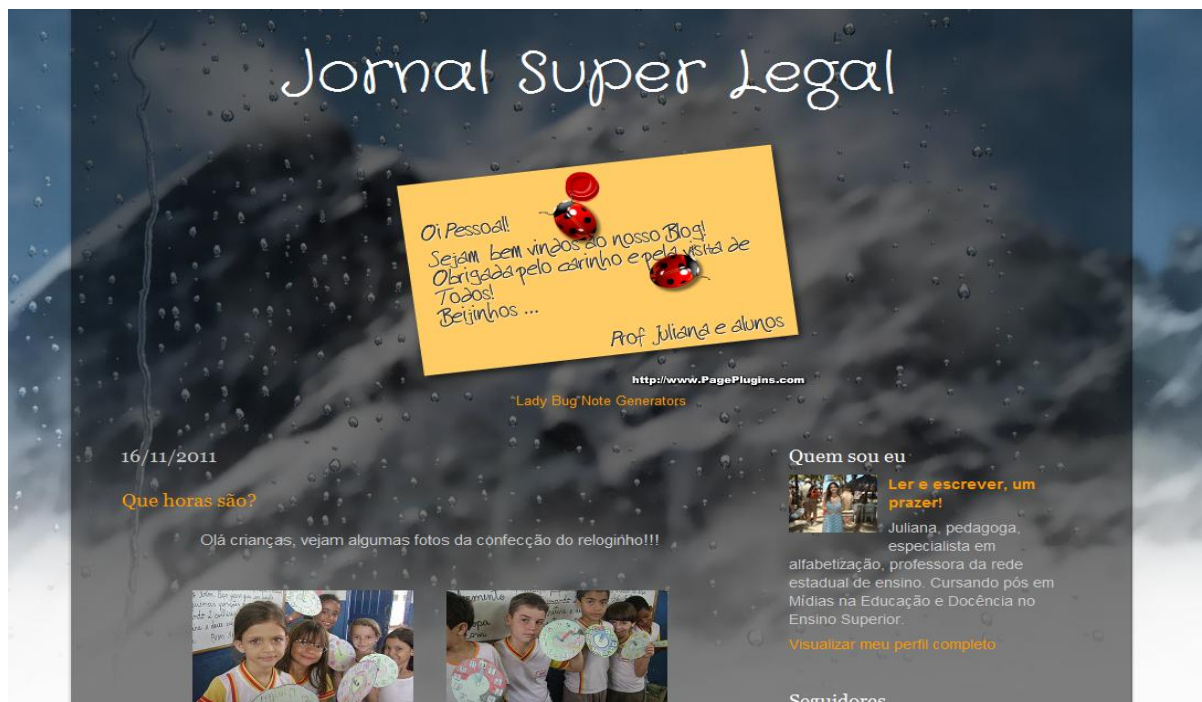 Jornal Super Legal
Oi Pessoal!
Sejam bem vindos ao nosso Blog!
Obrigada pelo carinho e pela visita de
Todos!
Beijinhos ...
Prof Juliana e alunos
http://www.PagePlugins.com
Lady Bug Note Generators
16/11/2011
Que horas são?
Olá crianças, vejam algumas fotos da confecção do reloginho!!!
Quem sou eu
Ler e escrever, um
prazer!
Juliana, pedagoga,
especialista em
alfabetização, professora da rede
estadual de ensino. Cursando pós em
Mídias na Educação e Docência no
Ensino Superior.
Visualizar meu perfil completo
Seguidores